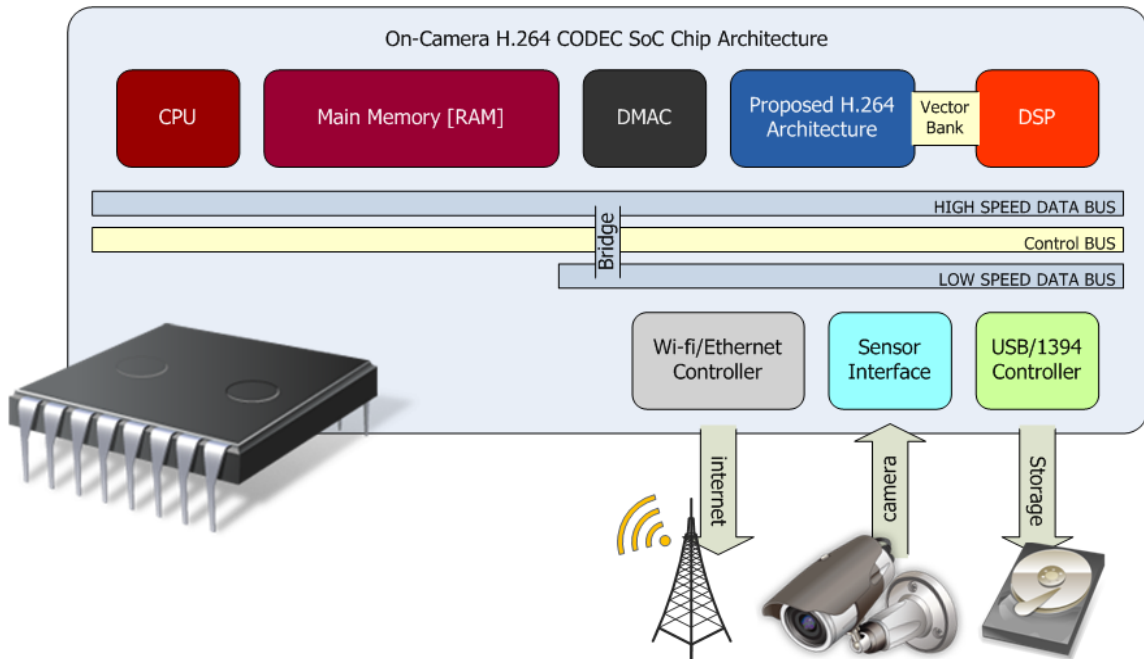 On-Camera H.264 CODEC SoC Chip Architecture
CPU
Main Memory [RAM]
DMAC
Proposed H.264
Architecture
Vector
Bank
DSP
HIGH SPEED DATA BUS
Bridge
Control BUS
LOW SPEED DATA BUS
Wi-fi/Ethernet
Controller
Sensor
Interface
USB/1394
Controller
internet
camera
Storage